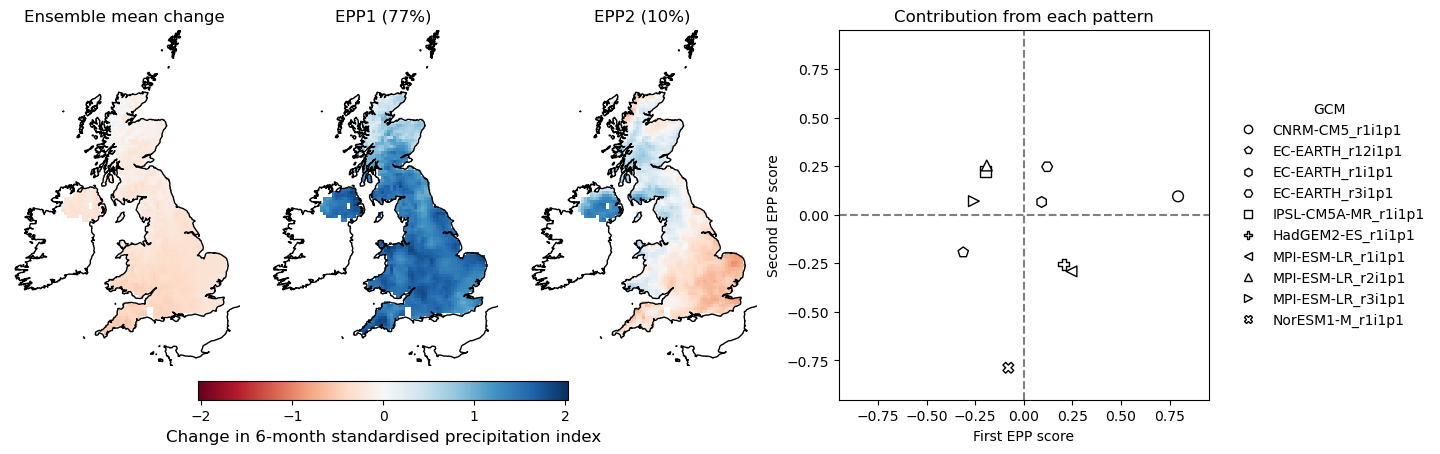 Ensemble mean change
EPP1 (77%)
EPP2 (10%)
Contribution from each pattern
−2
−1
0
1
2
Change in 6-month standardised precipitation index
Second EPP score
0.75
0.50
0.25
0.00
−0.25
−0.50
−0.75
−0.75
−0.50
−0.25
0.00
0.25
0.50
0.75
First EPP score
GCM
CNRM-CM5_r1i1p1
EC-EARTH_r12i1p1
EC-EARTH_r1i1p1
EC-EARTH_r3i1p1
IPSL-CM5A-MR_r1i1p1
HadGEM2-ES_r1i1p1
MPI-ESM-LR_r1i1p1
MPI-ESM-LR_r2i1p1
MPI-ESM-LR_r3i1p1
NorESM1-M_r1i1p1